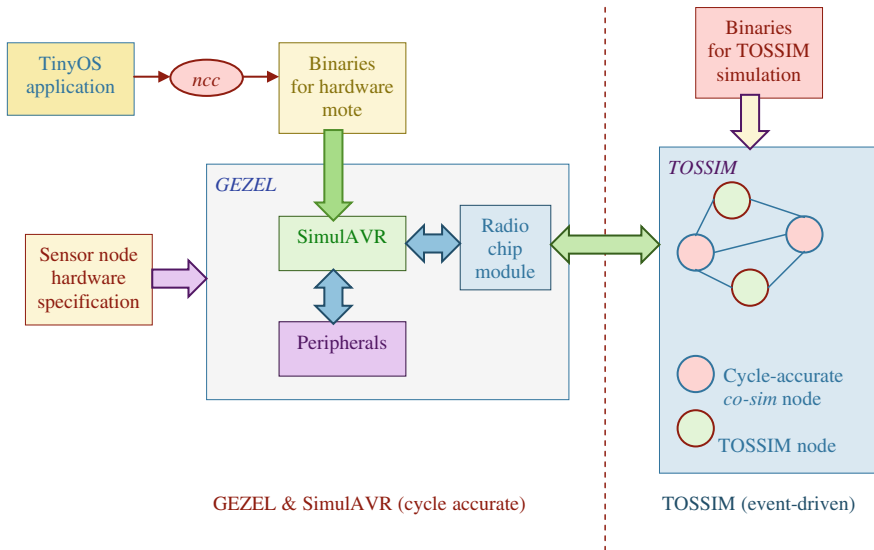 TinyOS
application
ncc
Binaries
for hardware
mote
Binaries
for TOSSIM
simulation
GEZEL
SimulAVR
Radio
chip
module
Peripherals
Sensor node
hardware
specification
TOSSIM
Cycle-accurate
co-sim node
TOSSIM node
GEZEL & SimulAVR (cycle accurate)
TOSSIM (event-driven)